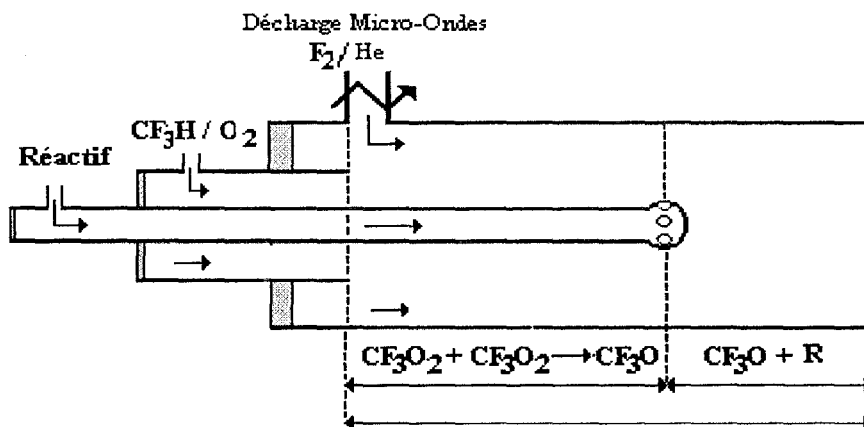 Décharge Micro-Ondes
F2 / He
CF3H / O2
Réactif
CF3O2 + CF3O2 → CF3O
CF3O + R